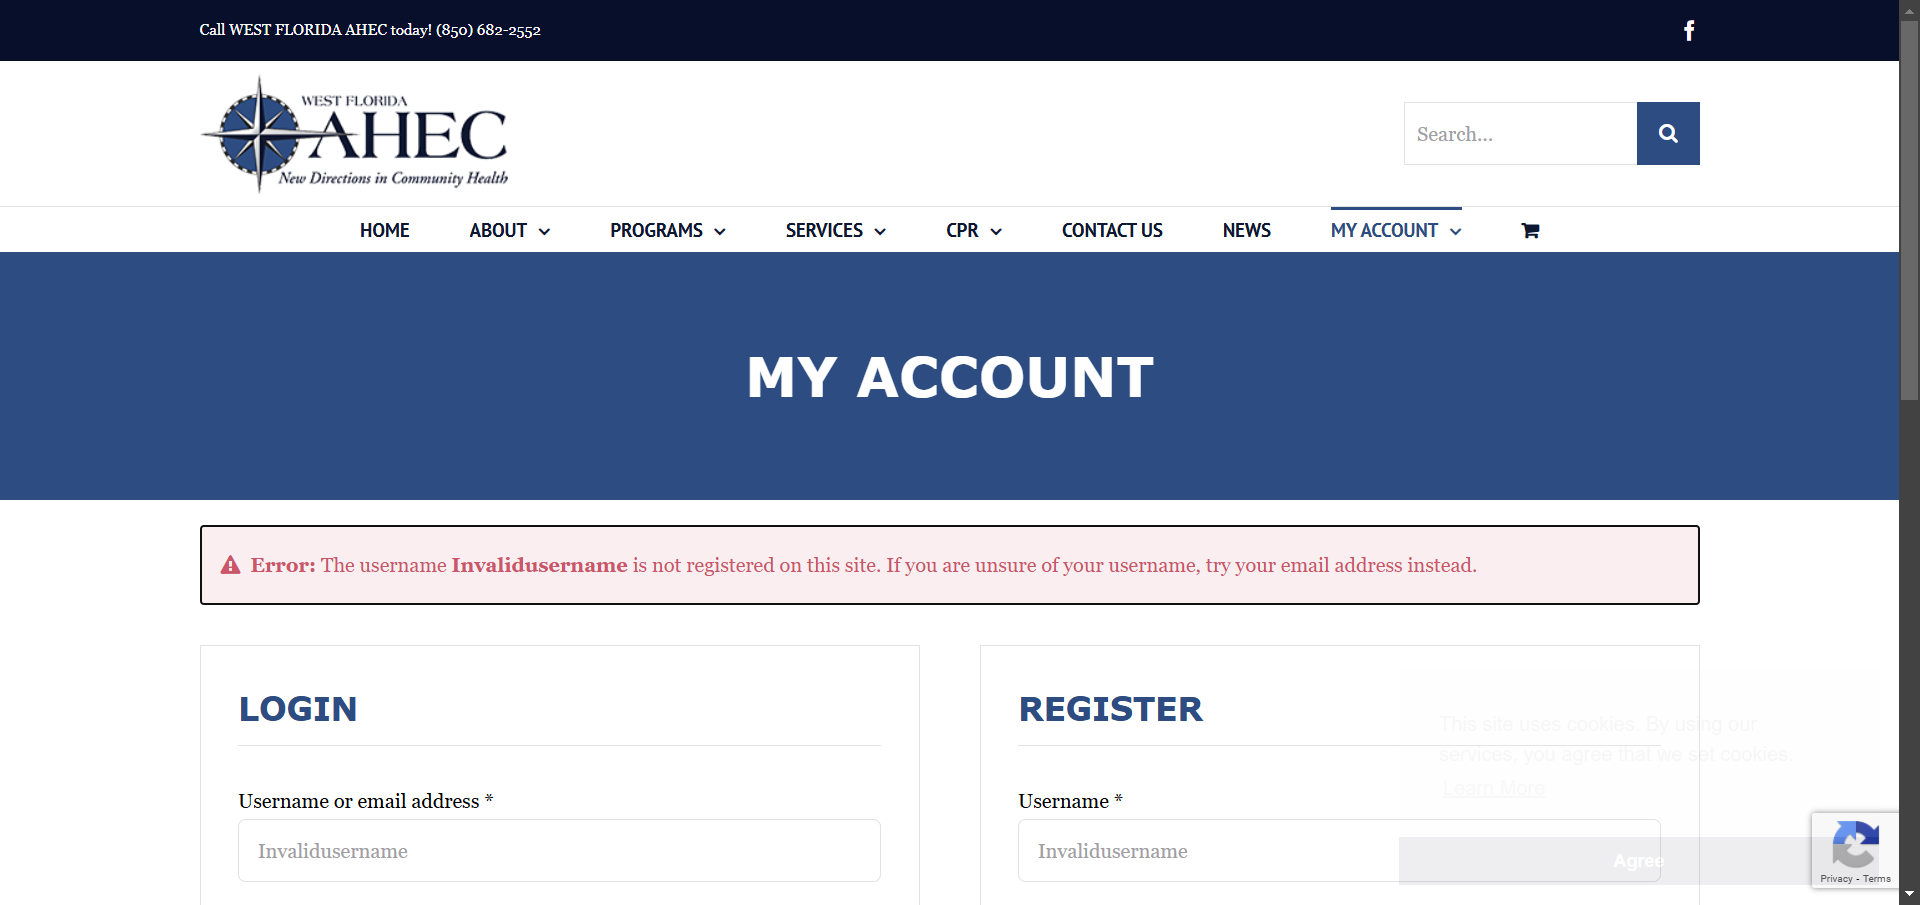 Call WEST FLORIDA AHEC today! (850) 682-2552
WEST FLORIDA
AHEC
New Directions in Community Health
Search...
HOME
ABOUT
PROGRAMS
SERVICES
CPR
CONTACT US
NEWS
MY ACCOUNT
MY ACCOUNT
Error: The username Invalidusername is not registered on this site. If you are unsure of your username, try your email address instead.
LOGIN
Username or email address *
Invalidusername
REGISTER
Username *
Invalidusername
This site uses cookies. By using our
services, you agree that we set cookies.
Learn More
Agree
Privacy - Terms